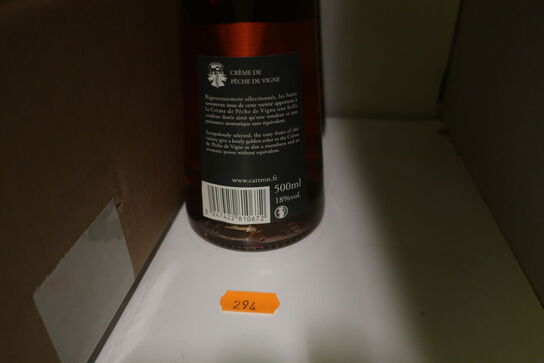 CRÈME DE
PÊCHE DE VIGNE
Rigoureusement sélectionnés, les fruits
savoureux issus de cette variété apportent à
la Crème de Pêche de Vigne une belle
couleur dorée ainsi qu'une rondeur et une
puissance aromatique sans équivalent.
Scrupulously selected, the tasty fruits of this
variety give a lovely golden color to the Crème
de Pêche de Vigne as also a roundness and an
aromatic power without equivalent.
www.cartron.fr
500ml
18%vol.
3 247422 810672
294